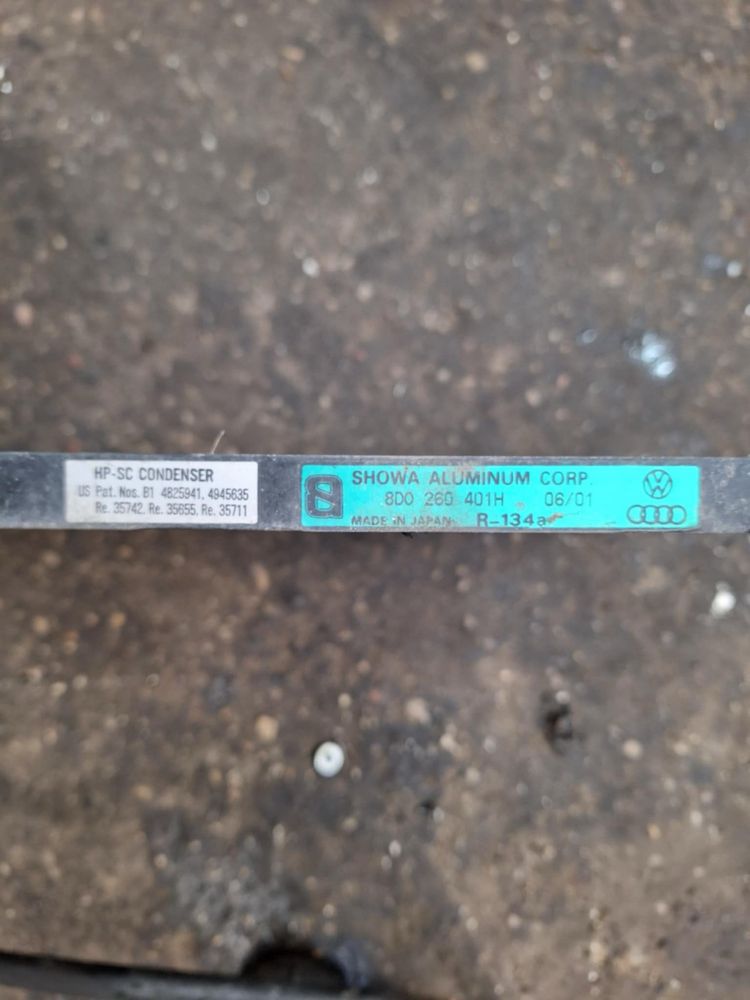 HP-SC CONDENSER
US Pat. Nos. B1 4825941, 4945635
Re. 35742, Re. 35655, Re. 35711
SHOWA ALUMINUM CORP.
8D0 260 401H 06/01
MADE IN JAPAN R-134a